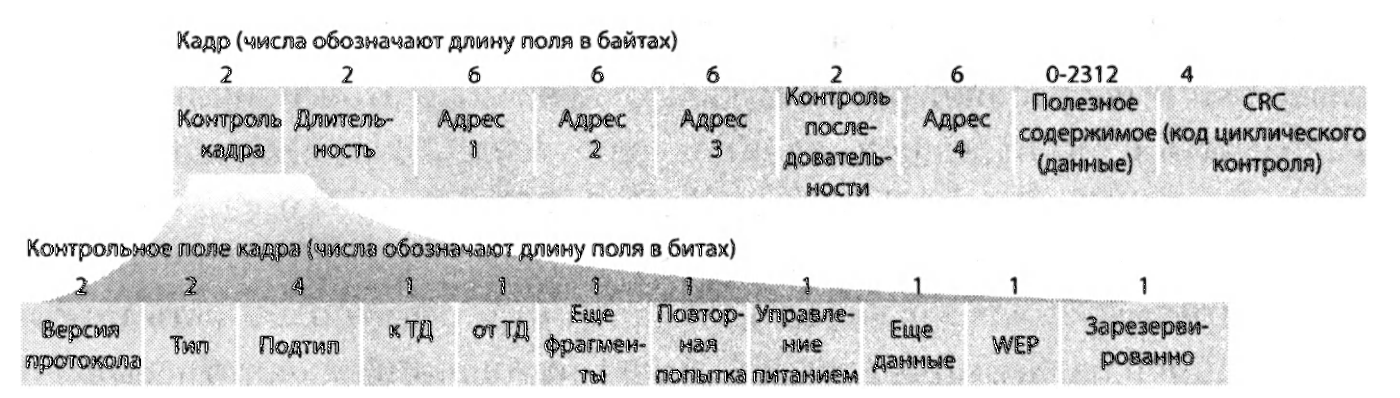 Кадр (числа обозначают длину поля в байтах)
2 2 6 6 6 2 6 0-2312 4
Контроль кадра
Длитель-
ность
Адрес
1
Адрес
2
Адрес
3
Контроль
после-
дователь-
ности
Адрес
4
Полезное
содержимое
(данные)
CRC
(код циклического
контроля)
Контрольное поле кадра (числа обозначают длину поля в битах)
2 2 4 1 1 1 1 1 1 1 1
Версия
протокола
Тип
Подтип
к ТД
от ТД
Еще
фрагмен-
ты
Повтор-
ная
попытка
Управле-
ние
питанием
Еще
данные
WEP
Зарезерви-
рованно